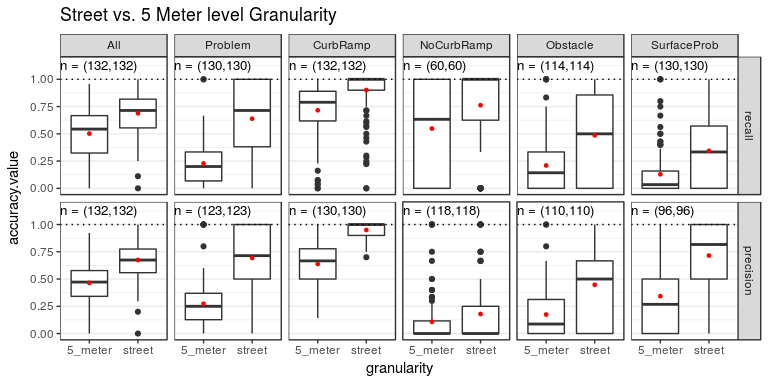 Street vs. 5 Meter level Granularity
All Problem CurbRamp NoCurbRamp Obstacle SurfaceProb
n = (132,132) n = (130,130) n = (132,132) n = (60,60) n = (114,114) n = (130,130)
1.00
0.75
0.50
0.25
0.00
recall
n = (132,132) n = (123,123) n = (130,130) n = (118,118) n = (110,110) n = (96,96)
1.00
0.75
0.50
0.25
0.00
precision
accuracy.value
5_meter street 5_meter street 5_meter street 5_meter street 5_meter street 5_meter street
granularity